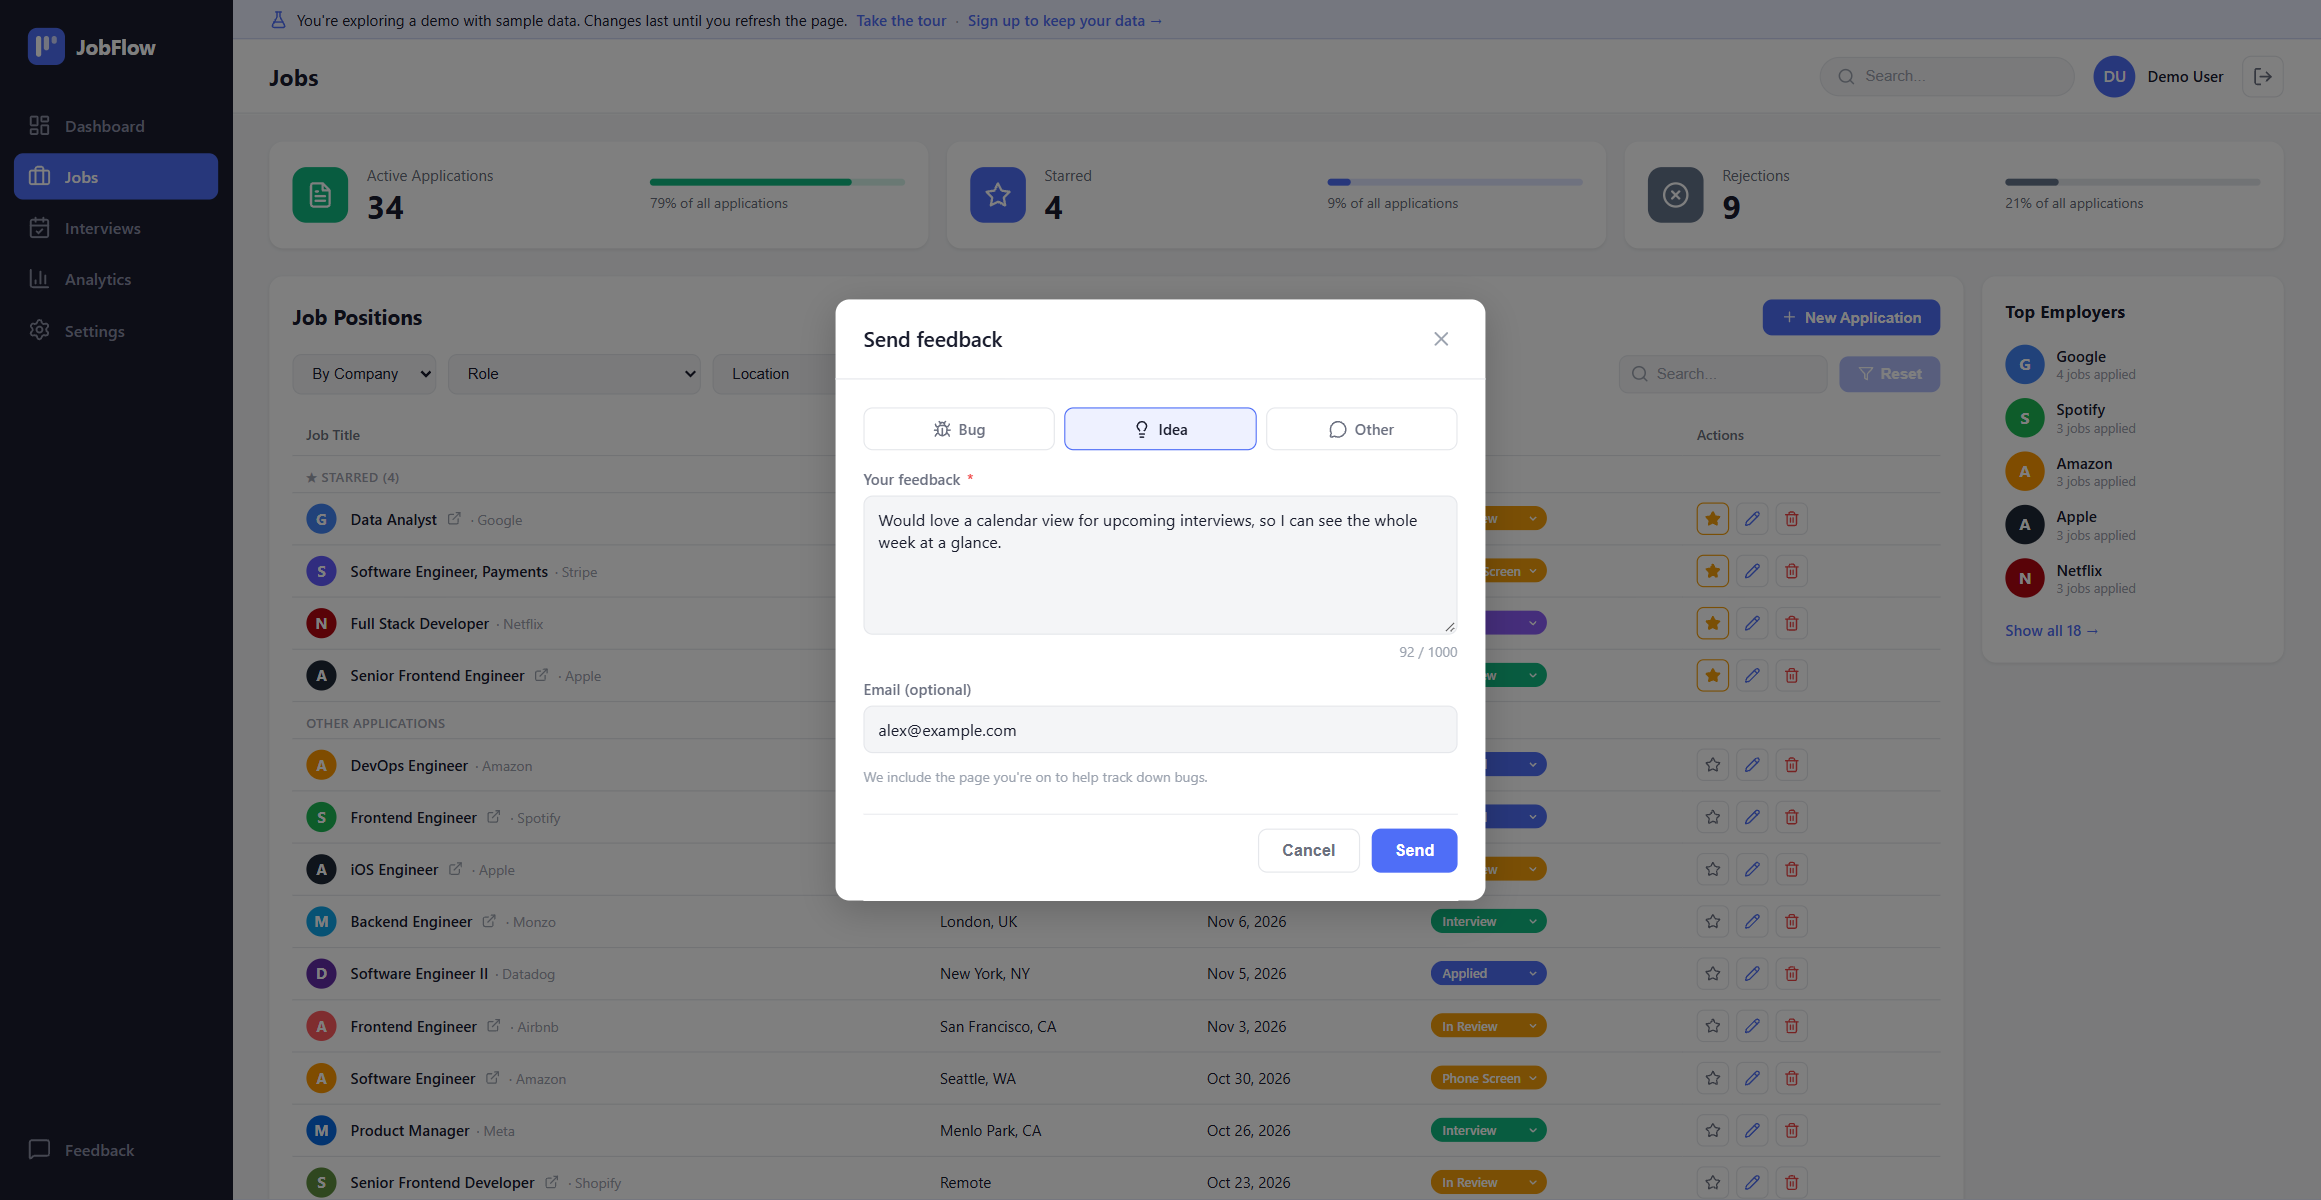 You're exploring a demo with sample data. Changes last until you refresh the page. Take the tour · Sign up to keep your data →
JobFlow
Dashboard
Jobs
Interviews
Analytics
Settings
Feedback
Jobs
Search...
DU
Demo User
Active Applications
34
79% of all applications
Starred
4
9% of all applications
Rejections
9
21% of all applications
Job Positions
+ New Application
By Company
Role
Location
Search...
Reset
Job Title
Actions
★ STARRED (4)
G Data Analyst · Google
S Software Engineer, Payments · Stripe
Screen
N Full Stack Developer · Netflix
A Senior Frontend Engineer · Apple
OTHER APPLICATIONS
A DevOps Engineer · Amazon
S Frontend Engineer · Spotify
A iOS Engineer · Apple
M Backend Engineer · Monzo London, UK Nov 6, 2026 Interview
D Software Engineer II · Datadog New York, NY Nov 5, 2026 Applied
A Frontend Engineer · Airbnb San Francisco, CA Nov 3, 2026 In Review
A Software Engineer · Amazon Seattle, WA Oct 30, 2026 Phone Screen
M Product Manager · Meta Menlo Park, CA Oct 26, 2026 Interview
S Senior Frontend Developer · Shopify Remote Oct 23, 2026 In Review
Top Employers
G Google
4 jobs applied
S Spotify
3 jobs applied
A Amazon
3 jobs applied
A Apple
3 jobs applied
N Netflix
3 jobs applied
Show all 18 →
Send feedback
Bug
Idea
Other
Your feedback *
Would love a calendar view for upcoming interviews, so I can see the whole
week at a glance.
92 / 1000
Email (optional)
alex@example.com
We include the page you're on to help track down bugs.
Cancel
Send